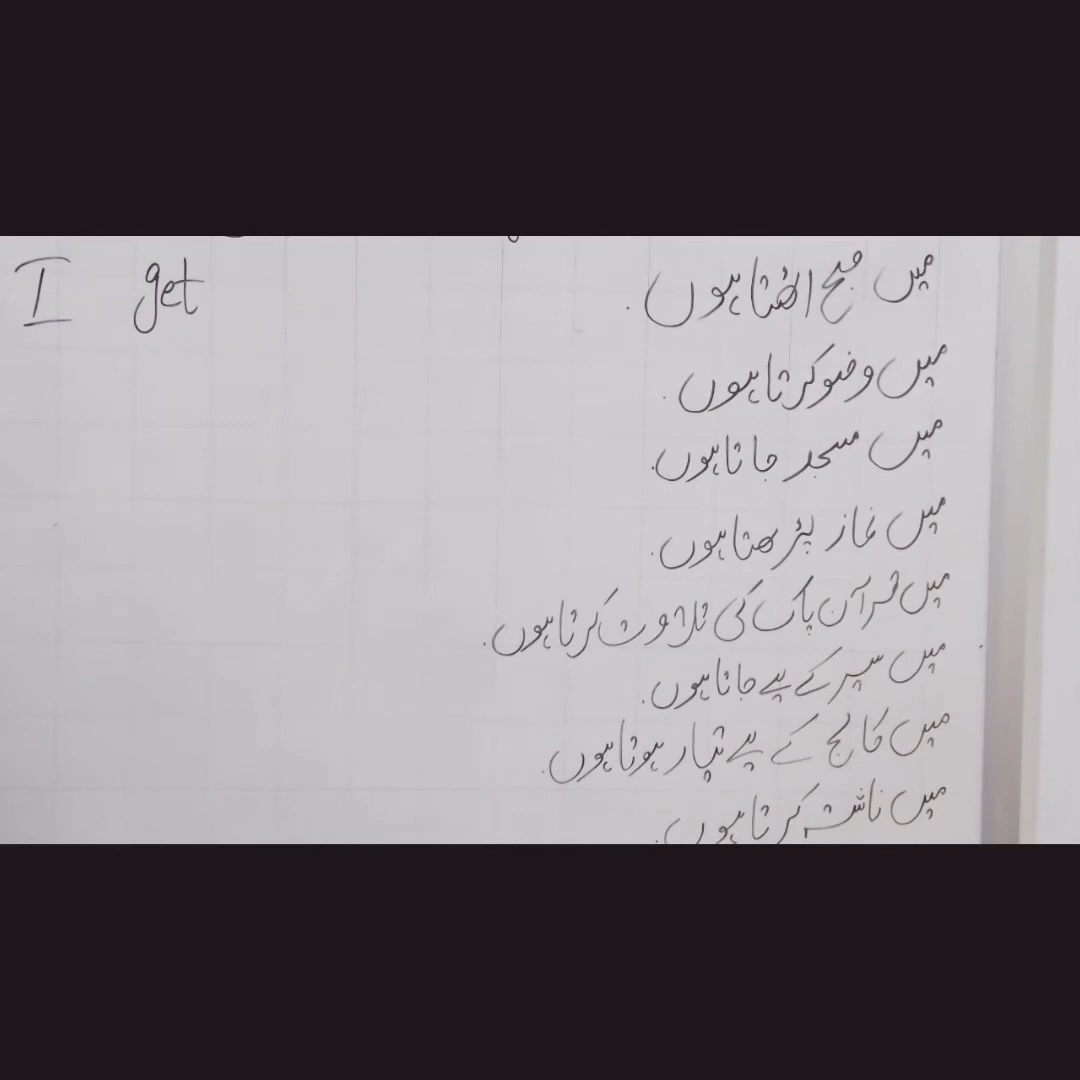 I get میں صبح اٹھتا ہوں.
میں وضو کرتا ہوں.
میں مسجد جاتا ہوں.
میں نماز پڑھتا ہوں.
میں قرآن پاک کی تلاوت کرتا ہوں.
میں سیر کے لیے جاتا ہوں.
میں کالج کے لیے تیار ہوتا ہوں.
میں ناشتہ کرتا ہوں.